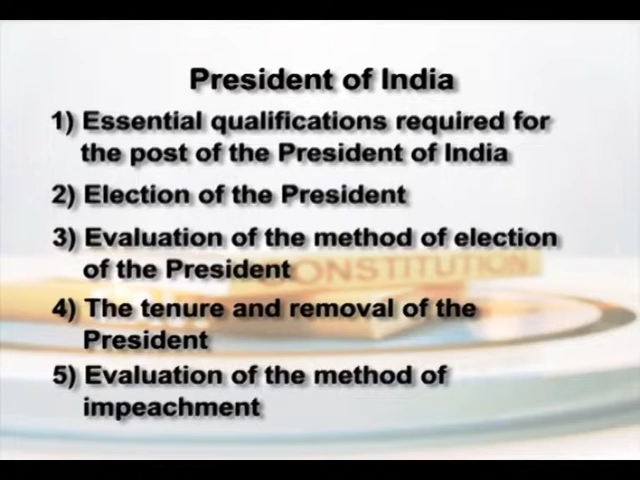 President of India
1) Essential qualifications required for
the post of the President of India
2) Election of the President
3) Evaluation of the method of election
of the President
CONSTITUTION
4) The tenure and removal of the
President
5) Evaluation of the method of
impeachment